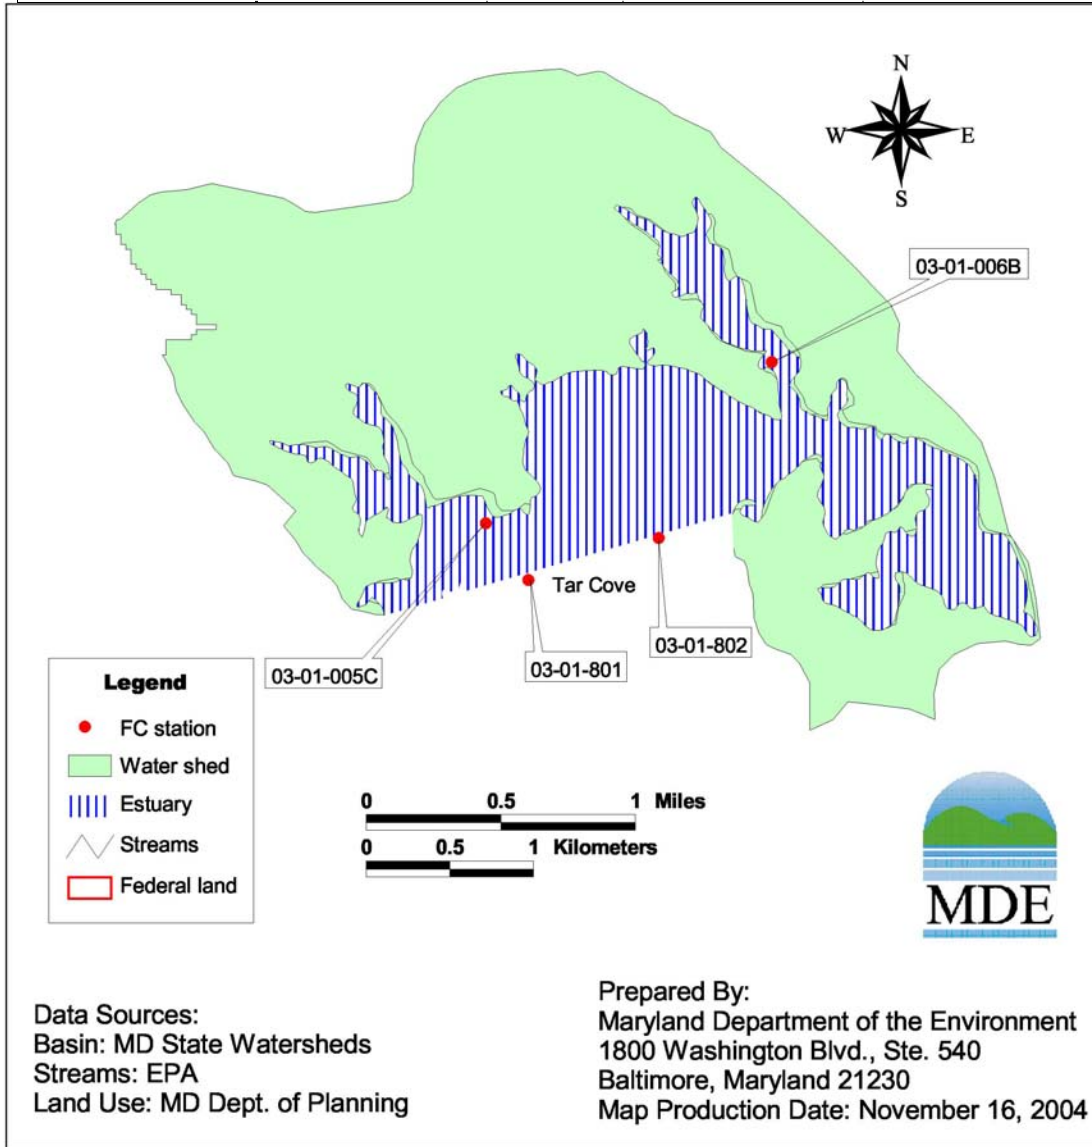 N
W E
S
03-01-006B
Tar Cove
03-01-005C
03-01-801
03-01-802
Legend
FC station
Water shed
Estuary
Streams
Federal land
0 0.5 1 Miles
0 0.5 1 Kilometers
MDE
Data Sources:
Basin: MD State Watersheds
Streams: EPA
Land Use: MD Dept. of Planning
Prepared By:
Maryland Department of the Environment
1800 Washington Blvd., Ste. 540
Baltimore, Maryland 21230
Map Production Date: November 16, 2004